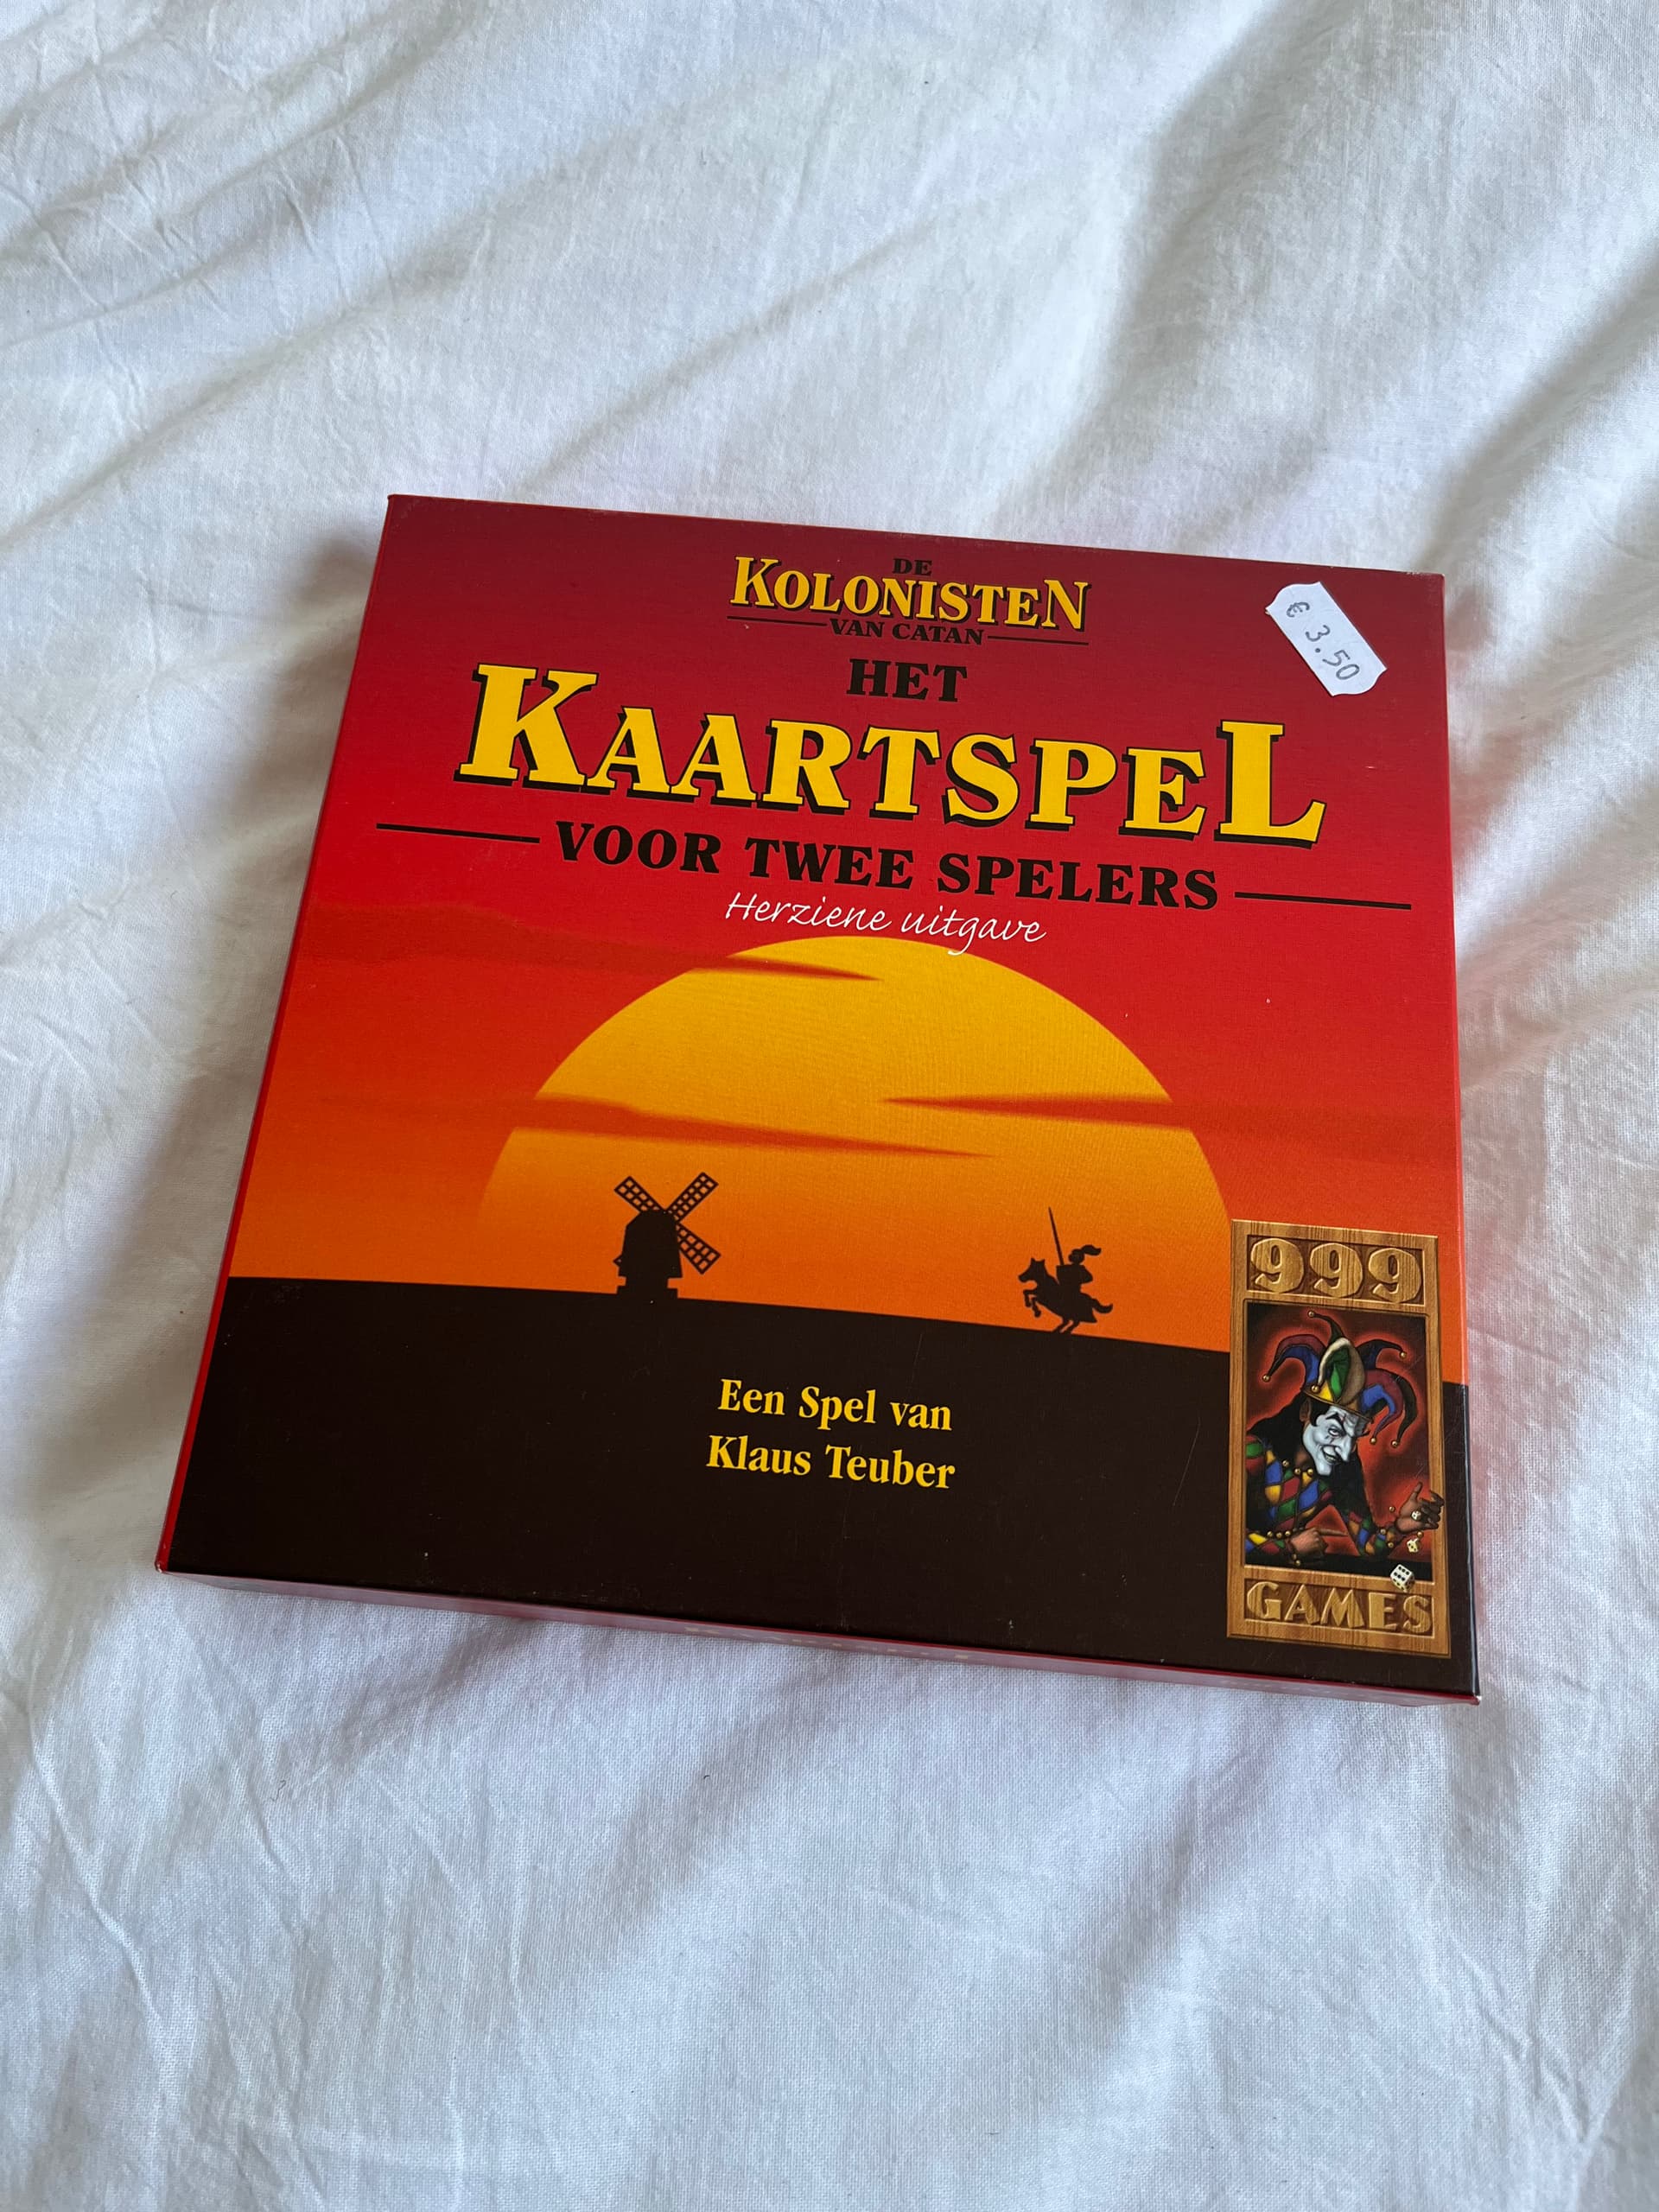 DE
KOLONISTEN
VAN CATAN
€ 3.50
HET
KAARTSPEL
VOOR TWEE SPELERS
Herziene uitgave
Een Spel van
Klaus Teuber
999
GAMES